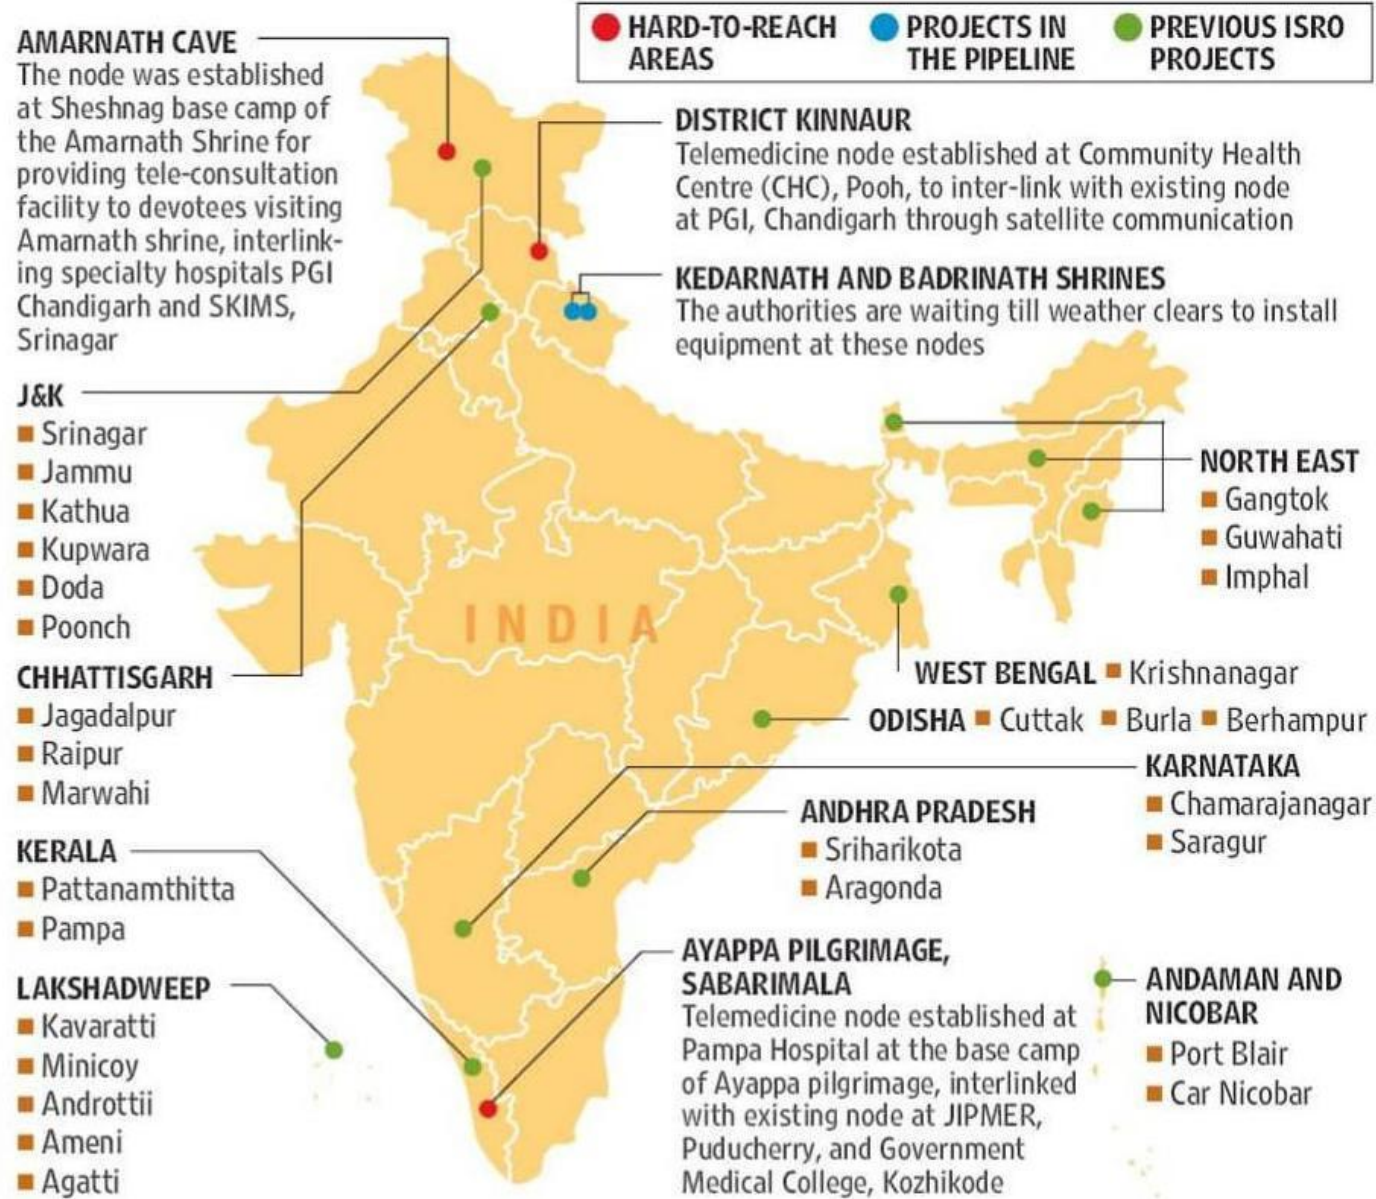 HARD-TO-REACH
AREAS
PROJECTS IN
THE PIPELINE
PREVIOUS ISRO
PROJECTS
AMARNATH CAVE
The node was established
at Sheshnag base camp of
the Amarnath Shrine for
providing tele-consultation
facility to devotees visiting
Amarnath shrine, interlink-
ing specialty hospitals PGI
Chandigarh and SKIMS,
Srinagar
DISTRICT KINNAUR
Telemedicine node established at Community Health
Centre (CHC), Pooh, to inter-link with existing node
at PGI, Chandigarh through satellite communication
KEDARNATH AND BADRINATH SHRINES
The authorities are waiting till weather clears to install
equipment at these nodes
J&K
Srinagar
Jammu
Kathua
Kupwara
Doda
Poonch
NORTH EAST
Gangtok
Guwahati
Imphal
INDIA
CHHATTISGARH
Jagadalpur
Raipur
Marwahi
WEST BENGAL Krishnanagar
ODISHA Cuttak Burla Berhampur
KARNATAKA
Chamarajanagar
Saragur
ANDHRA PRADESH
Sriharikota
Aragonda
KERALA
Pattanamthitta
Pampa
LAKSHADWEEP
Kavaratti
Minicoy
Androttii
Ameni
Agatti
AYAPPA PILGRIMAGE,
SABARIMALA
Telemedicine node established at
Pampa Hospital at the base camp
of Ayappa pilgrimage, interlinked
with existing node at JIPMER,
Puducherry, and Government
Medical College, Kozhikode
ANDAMAN AND
NICOBAR
Port Blair
Car Nicobar